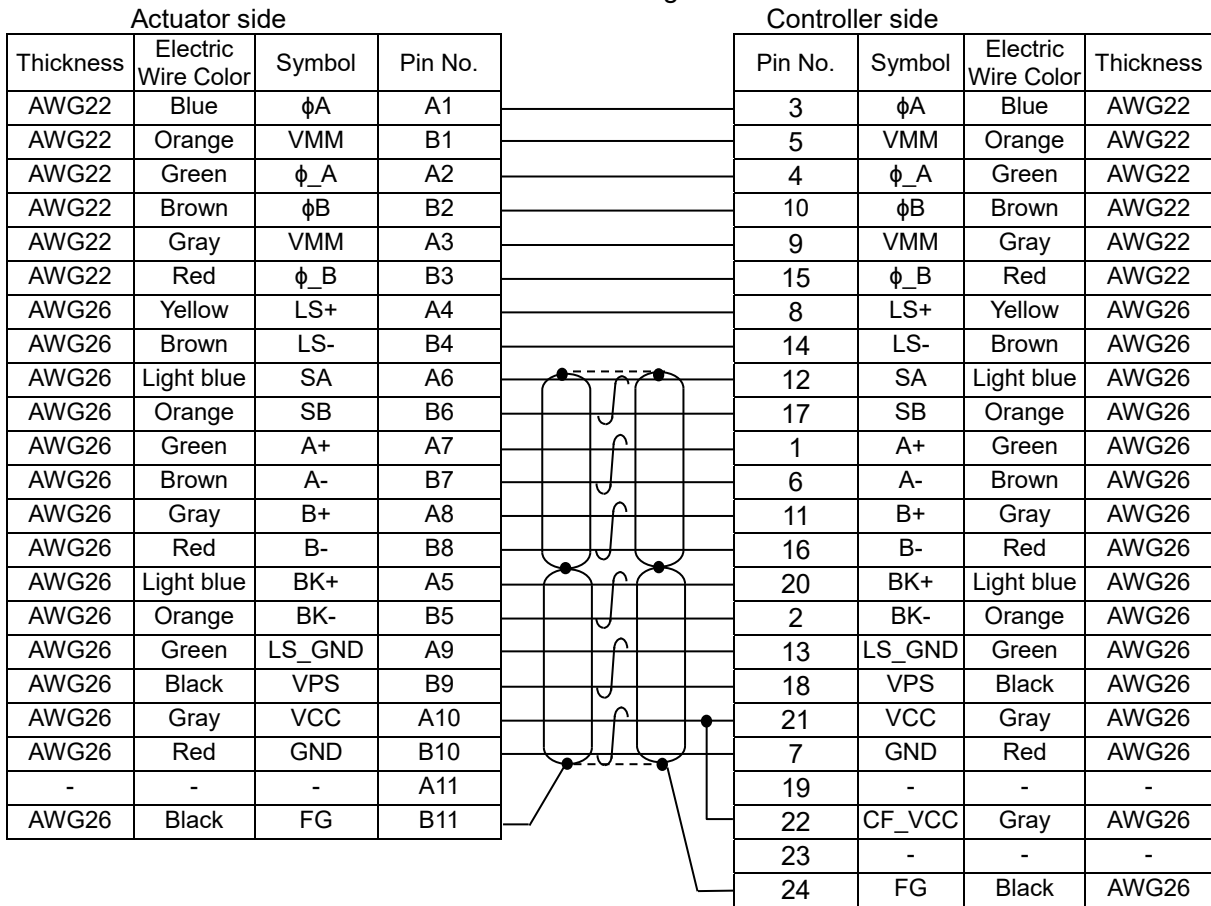 Actuator side Controller side
Thickness Electric Wire Color Symbol Pin No. Pin No. Symbol Electric Wire Color Thickness
AWG22 Blue ϕA A1 3 ϕA Blue AWG22
AWG22 Orange VMM B1 5 VMM Orange AWG22
AWG22 Green ϕ_A A2 4 ϕ_A Green AWG22
AWG22 Brown ϕB B2 10 ϕB Brown AWG22
AWG22 Gray VMM A3 9 VMM Gray AWG22
AWG22 Red ϕ_B B3 15 ϕ_B Red AWG22
AWG26 Yellow LS+ A4 8 LS+ Yellow AWG26
AWG26 Brown LS- B4 14 LS- Brown AWG26
AWG26 Light blue SA A6 12 SA Light blue AWG26
AWG26 Orange SB B6 17 SB Orange AWG26
AWG26 Green A+ A7 1 A+ Green AWG26
AWG26 Brown A- B7 6 A- Brown AWG26
AWG26 Gray B+ A8 11 B+ Gray AWG26
AWG26 Red B- B8 16 B- Red AWG26
AWG26 Light blue BK+ A5 20 BK+ Light blue AWG26
AWG26 Orange BK- B5 2 BK- Orange AWG26
AWG26 Green LS_GND A9 13 LS_GND Green AWG26
AWG26 Black VPS B9 18 VPS Black AWG26
AWG26 Gray VCC A10 21 VCC Gray AWG26
AWG26 Red GND B10 7 GND Red AWG26
- - - A11 19 - - -
AWG26 Black FG B11 22 CF_VCC Gray AWG26
23 - - -
24 FG Black AWG26